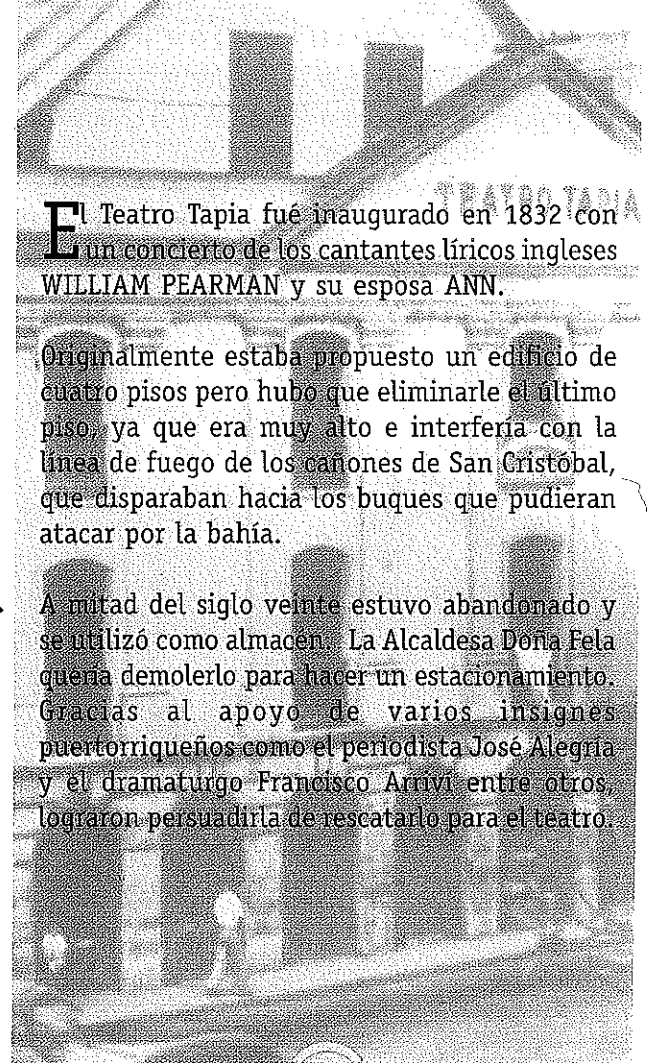 TEATRO TAPIA
El Teatro Tapia fué inaugurado en 1832 con
un concierto de los cantantes líricos ingleses
WILLIAM PEARMAN y su esposa ANN.
Originalmente estaba propuesto un edificio de
cuatro pisos pero hubo que eliminarle el último
piso, ya que era muy alto e interfería con la
línea de fuego de los cañones de San Cristóbal,
que disparaban hacia los buques que pudieran
atacar por la bahía.
A mitad del siglo veinte estuvo abandonado y
se utilizó como almacén. La Alcaldesa Doña Fela
quería demolerlo para hacer un estacionamiento.
Gracias al apoyo de varios insignes
puertorriqueños como el periodista José Alegría
y el dramaturgo Francisco Arriví entre otros,
lograron persuadirla de rescatarlo para el teatro.